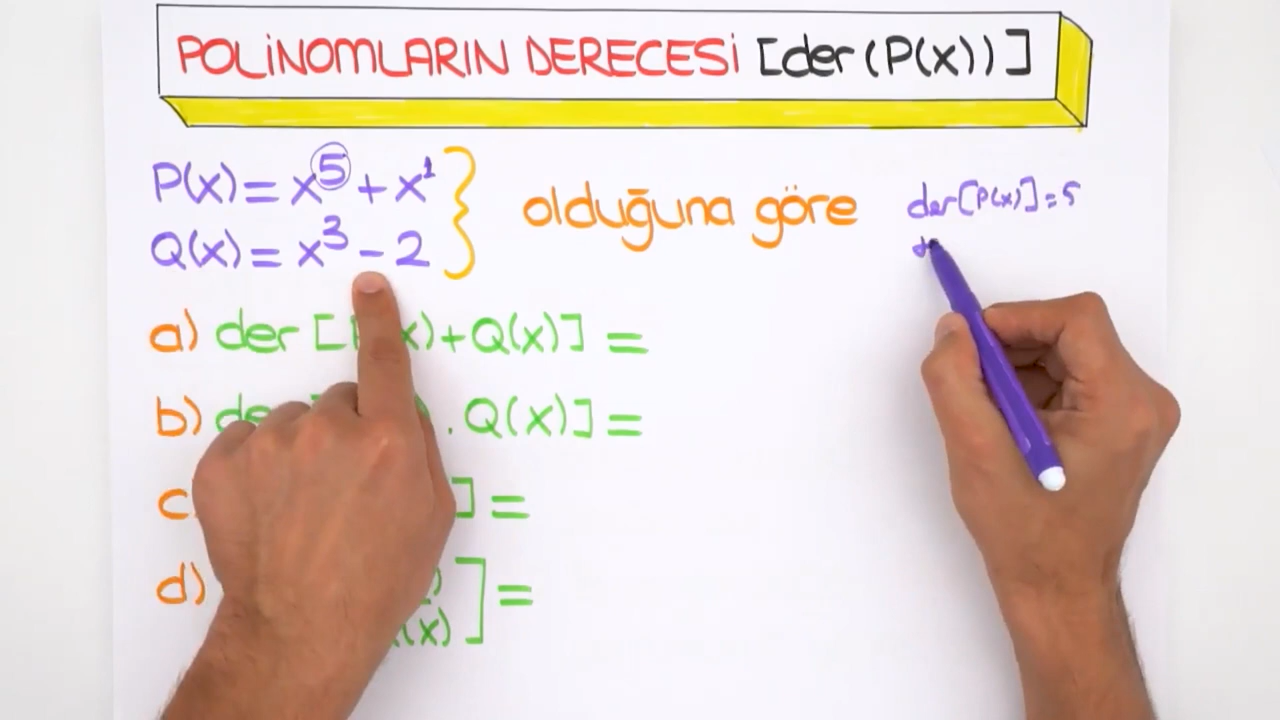 POLİNOMLARIN DERECESİ [der(P(x))]
P(x) = x⁵ + x¹
Q(x) = x³ - 2
olduğuna göre
der[P(x)] = 5
a) der [ x) + Q(x)] =
b) . Q(x)] =
c ] =
d) (x) ] =